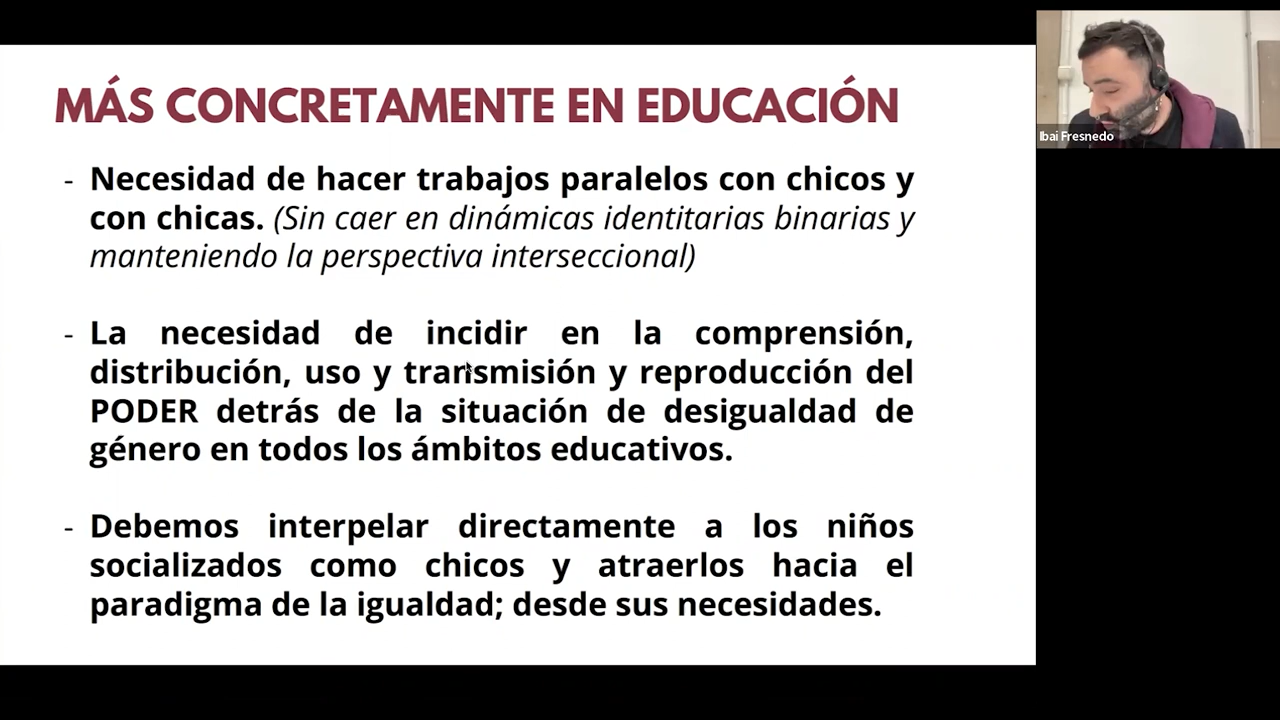 MÁS CONCRETAMENTE EN EDUCACIÓN
- Necesidad de hacer trabajos paralelos con chicos y
con chicas. (Sin caer en dinámicas identitarias binarias y
manteniendo la perspectiva interseccional)
- La necesidad de incidir en la comprensión,
distribución, uso y transmisión y reproducción del
PODER detrás de la situación de desigualdad de
género en todos los ámbitos educativos.
- Debemos interpelar directamente a los niños
socializados como chicos y atraerlos hacia el
paradigma de la igualdad; desde sus necesidades.
Ibai Fresnedo